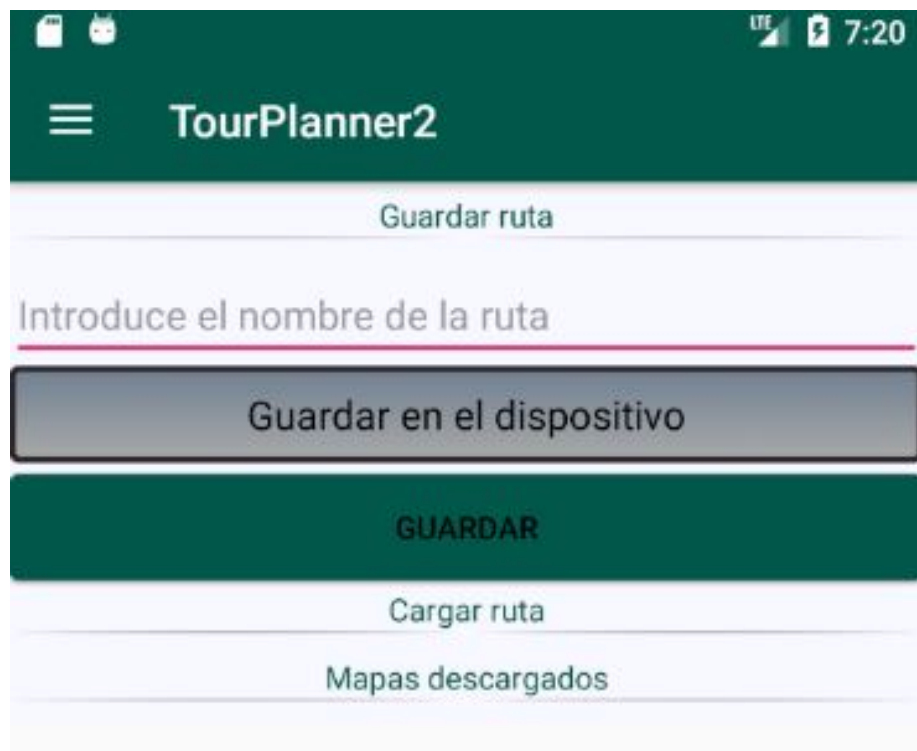 LTE 7:20
TourPlanner2
Guardar ruta
Introduce el nombre de la ruta
Guardar en el dispositivo
GUARDAR
Cargar ruta
Mapas descargados